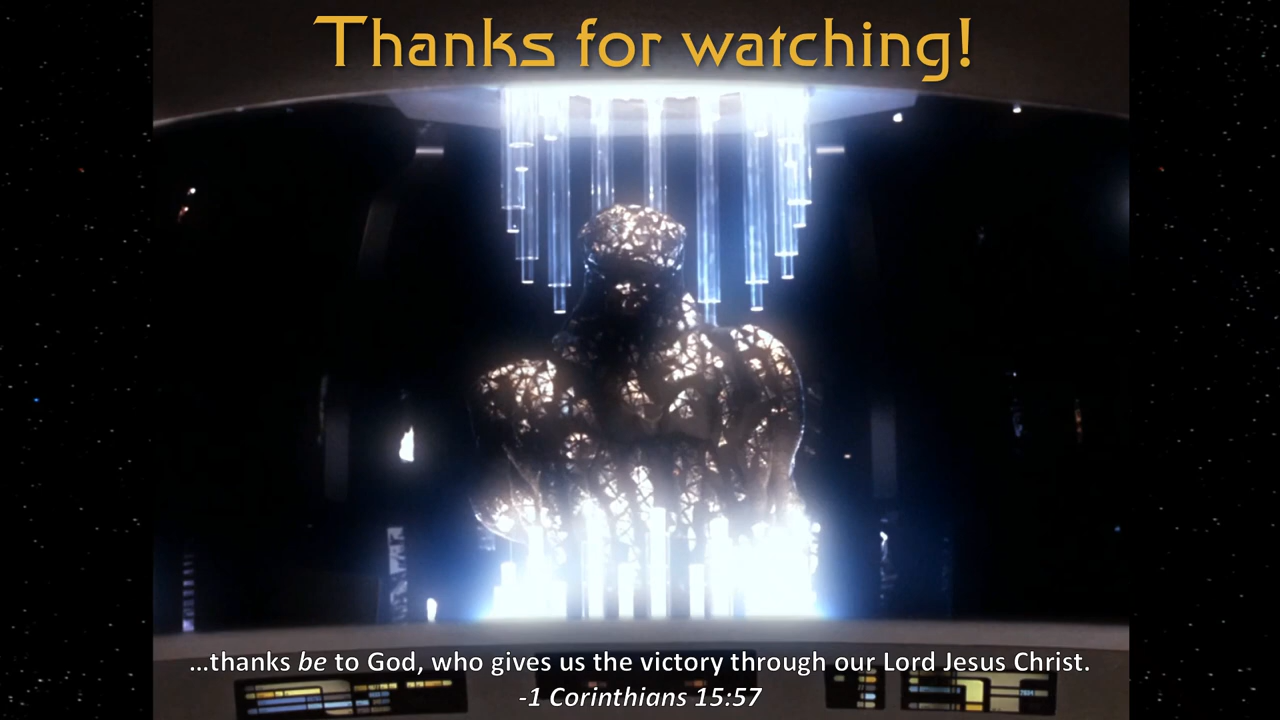 Thanks for watching!
...thanks be to God, who gives us the victory through our Lord Jesus Christ.
-1 Corinthians 15:57